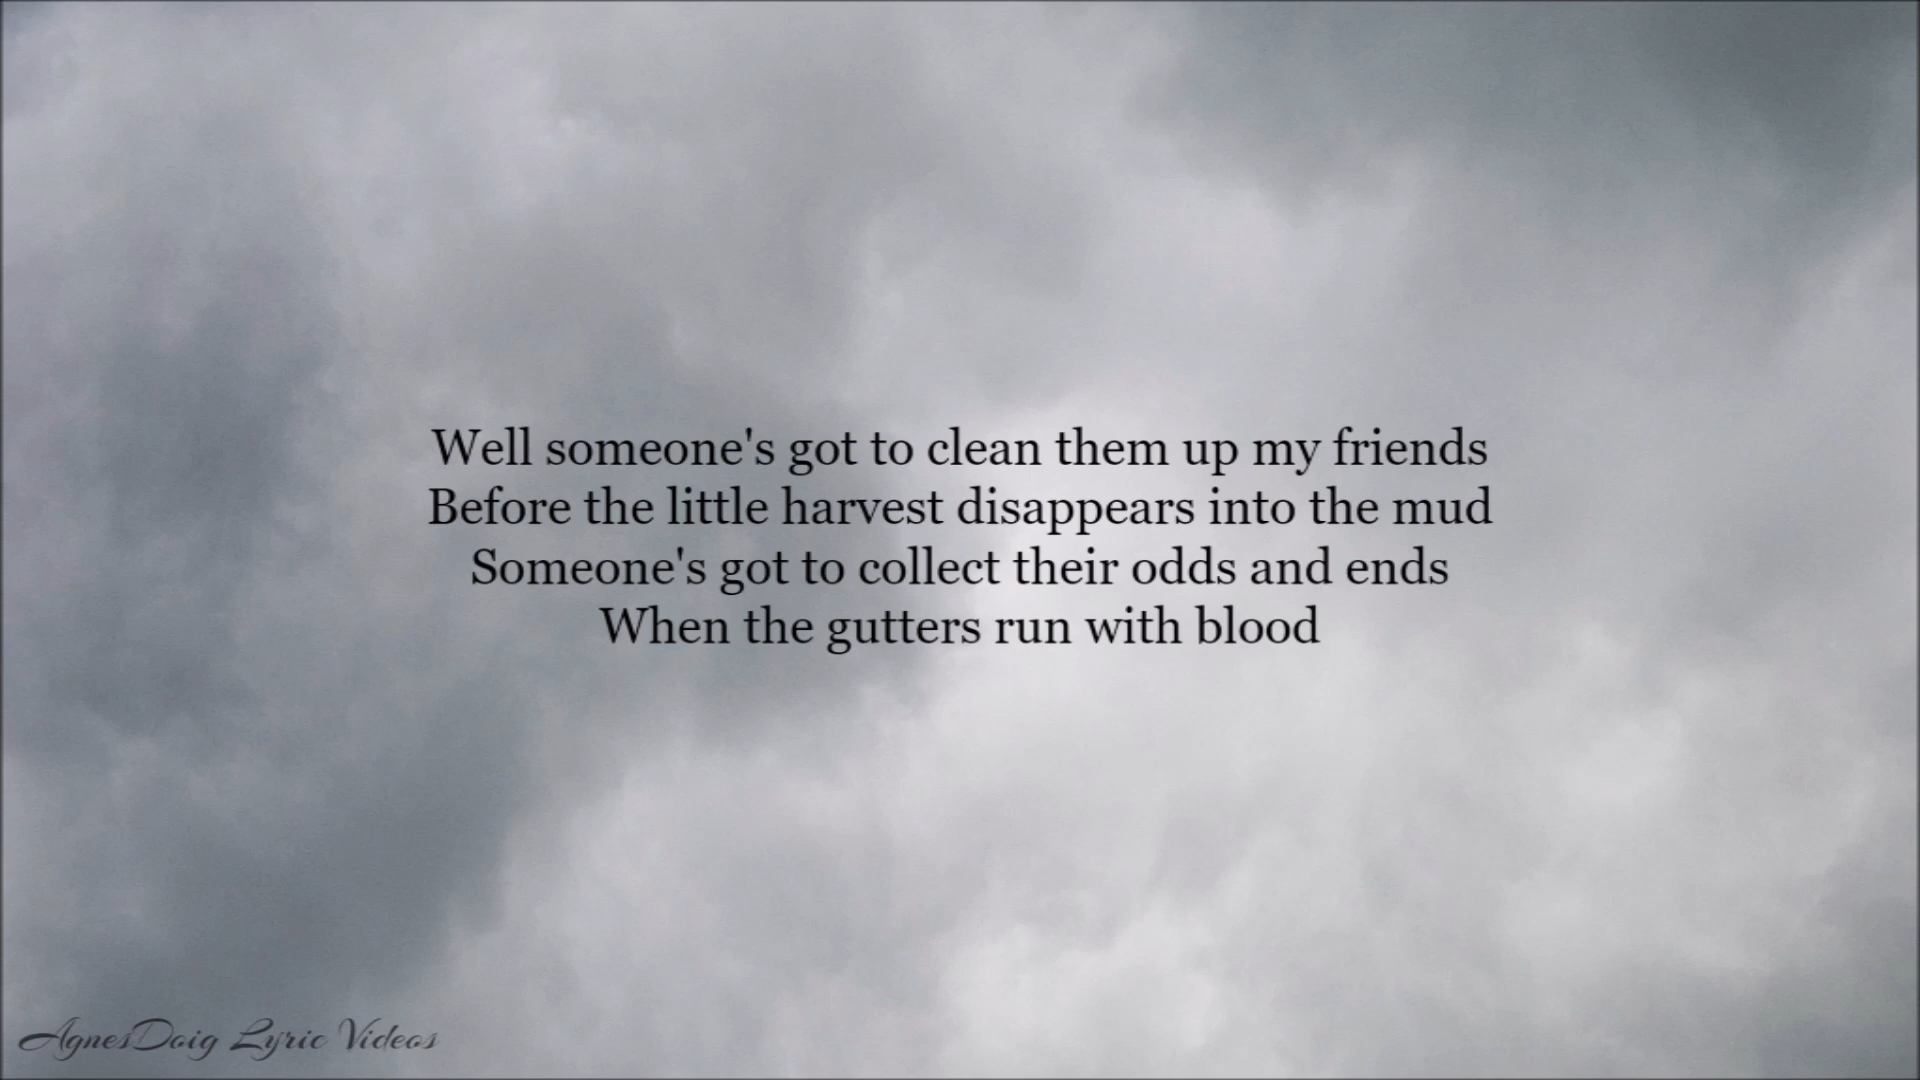 Well someone's got to clean them up my friends
Before the little harvest disappears into the mud
Someone's got to collect their odds and ends
When the gutters run with blood
AgnesDoig Lyric Videos